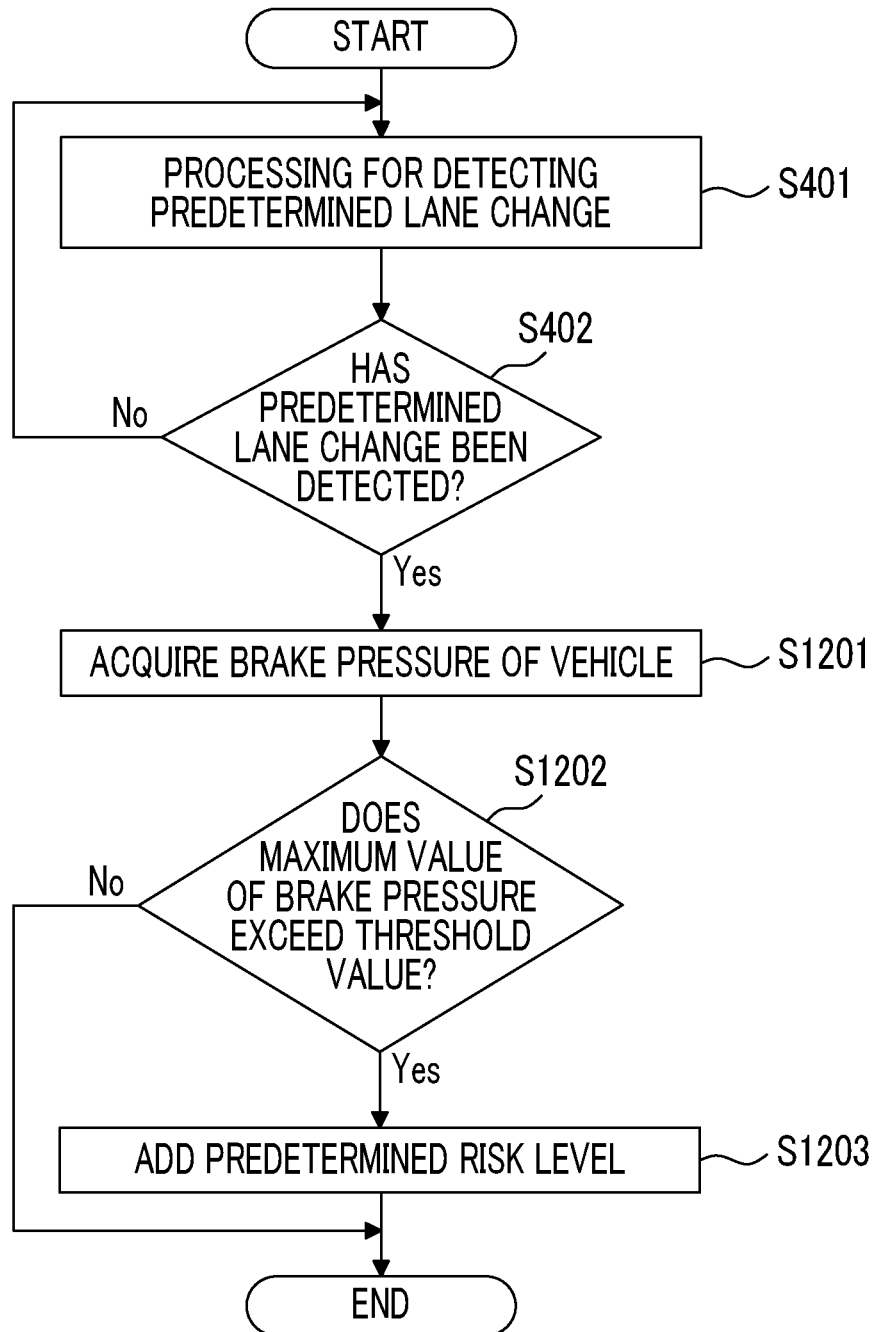 START
PROCESSING FOR DETECTING
PREDETERMINED LANE CHANGE
S401
S402
HAS
PREDETERMINED
LANE CHANGE BEEN
DETECTED?
No
Yes
ACQUIRE BRAKE PRESSURE OF VEHICLE
S1201
S1202
DOES
MAXIMUM VALUE
OF BRAKE PRESSURE
EXCEED THRESHOLD
VALUE?
No
Yes
ADD PREDETERMINED RISK LEVEL
S1203
END